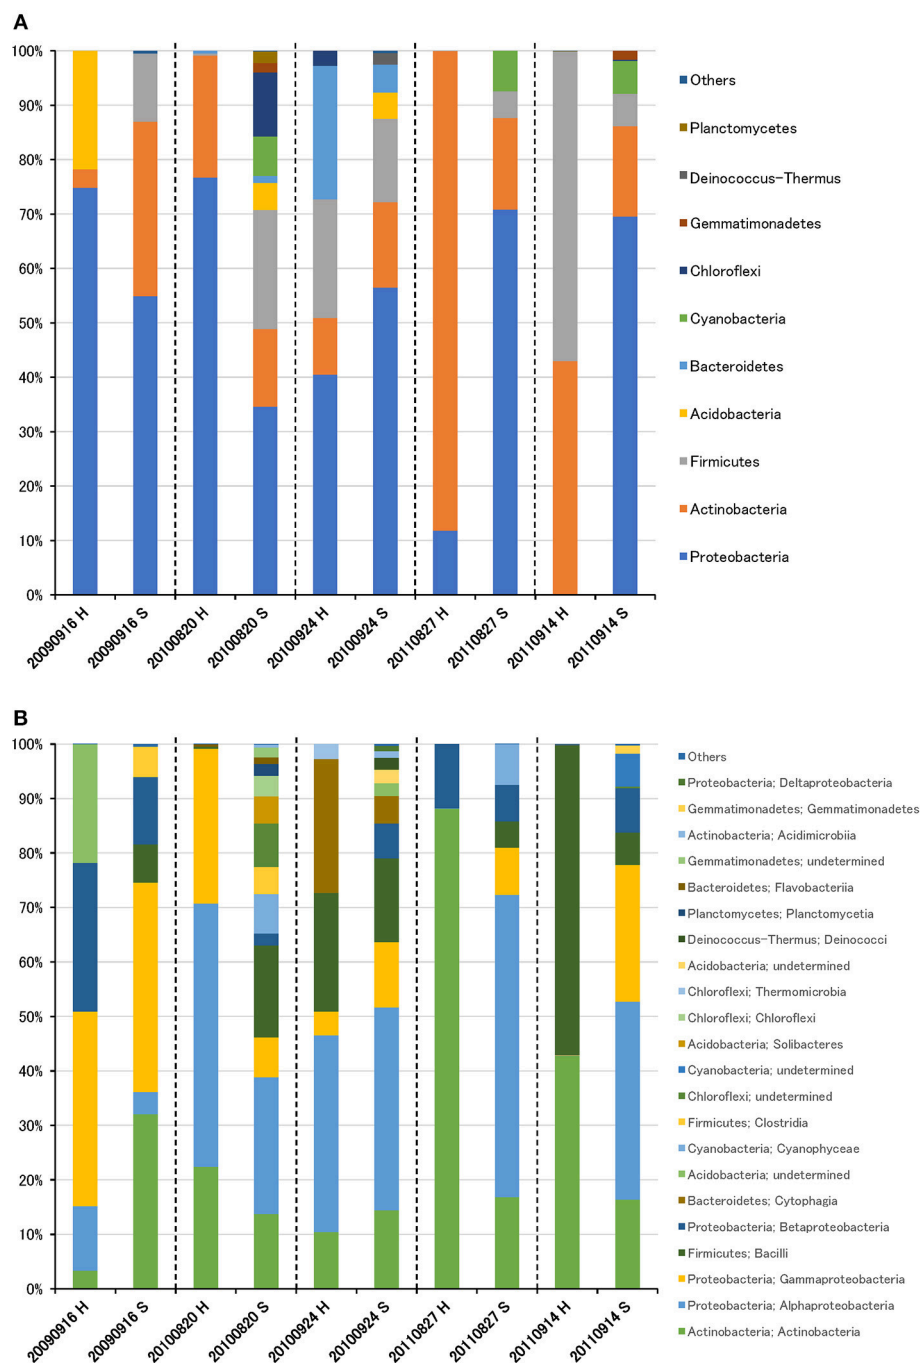 A
100%
90%
80%
70%
60%
50%
40%
30%
20%
10%
0%
20090916 H
20090916 S
20100820 H
20100820 S
20100924 H
20100924 S
20110827 H
20110827 S
20110914 H
20110914 S
Others
Planctomycetes
Deinococcus-Thermus
Gemmatimonadetes
Chloroflexi
Cyanobacteria
Bacteroidetes
Acidobacteria
Firmicutes
Actinobacteria
Proteobacteria
B
100%
90%
80%
70%
60%
50%
40%
30%
20%
10%
0%
20090916 H
20090916 S
20100820 H
20100820 S
20100924 H
20100924 S
20110827 H
20110827 S
20110914 H
20110914 S
Others
Proteobacteria; Deltaproteobacteria
Gemmatimonadetes; Gemmatimonadetes
Actinobacteria; Acidimicrobiia
Gemmatimonadetes; undetermined
Bacteroidetes; Flavobacteriia
Planctomycetes; Planctomycetia
Deinococcus-Thermus; Deinococci
Acidobacteria; undetermined
Chloroflexi; Thermomicrobia
Chloroflexi; Chloroflexi
Acidobacteria; Solibacteres
Cyanobacteria; undetermined
Chloroflexi; undetermined
Firmicutes; Clostridia
Cyanobacteria; Cyanophyceae
Acidobacteria; undetermined
Bacteroidetes; Cytophagia
Proteobacteria; Betaproteobacteria
Firmicutes; Bacilli
Proteobacteria; Gammaproteobacteria
Proteobacteria; Alphaproteobacteria
Actinobacteria; Actinobacteria